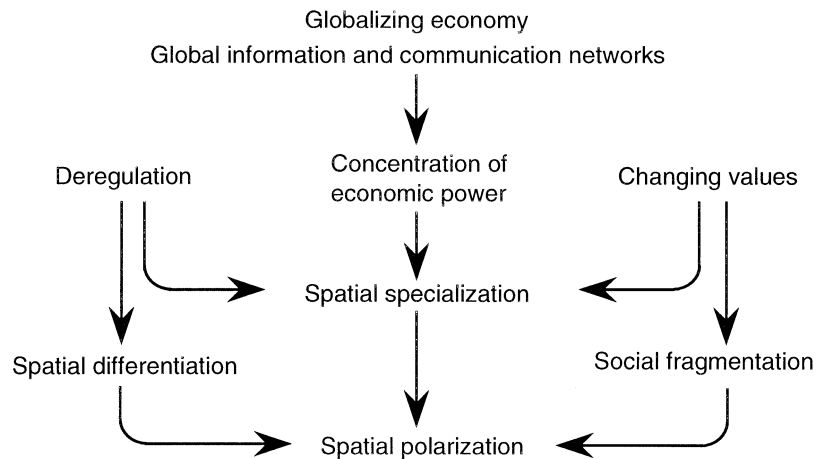 Globalizing economy
Global information and communication networks
Deregulation
Concentration of
economic power
Changing values
Spatial specialization
Spatial differentiation
Social fragmentation
Spatial polarization